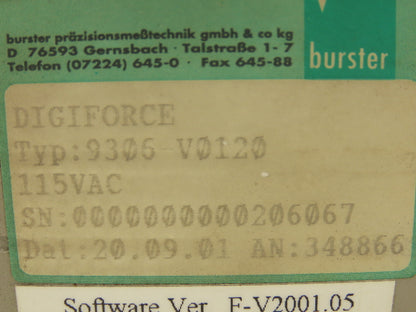 burster präzisionsmeßtechnik gmbh & co kg
D 76593 Gernsbach · Talstraße 1- 7
Telefon (07224) 645-0 · Fax 645-88
burster
DIGIFORCE
Typ:9306 V0120
115VAC
SN:0000000000206067
Dat:20.09.01 AN:348866
Software Ver F-V2001.05